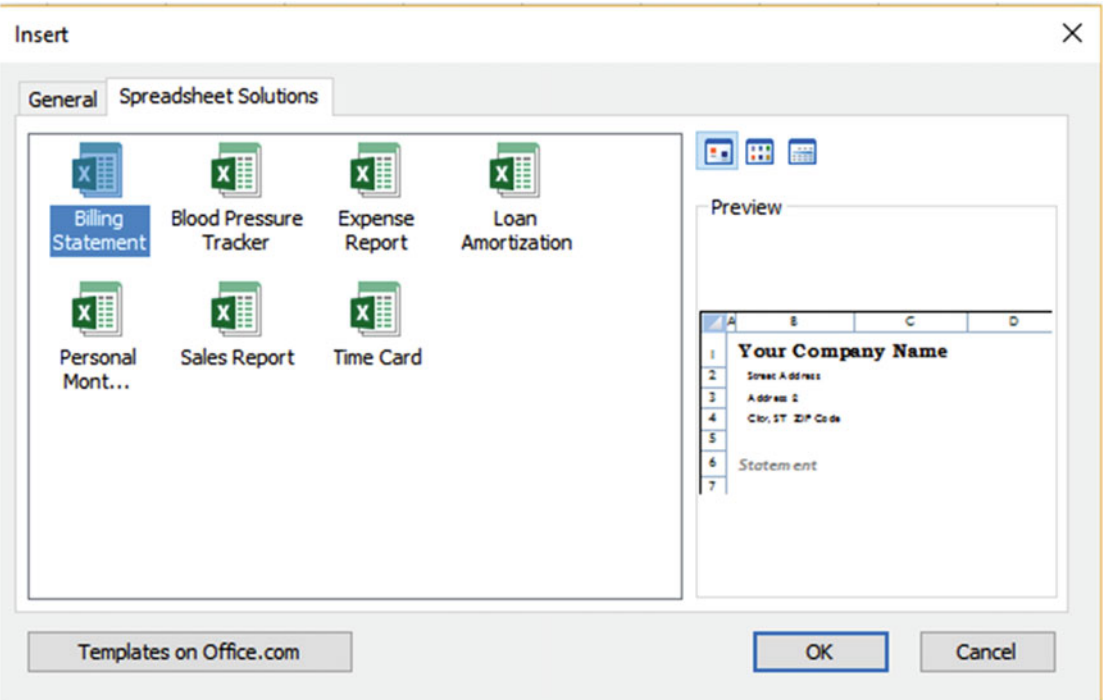 Insert
General
Spreadsheet Solutions
Billing
Statement
Blood Pressure
Tracker
Expense
Report
Loan
Amortization
Personal
Mont...
Sales Report
Time Card
Preview
A B C D
1 Your Company Name
2 Street Address
3 Address 2
4 City, ST ZIP Code
5
6 Statement
7
Templates on Office.com
OK
Cancel